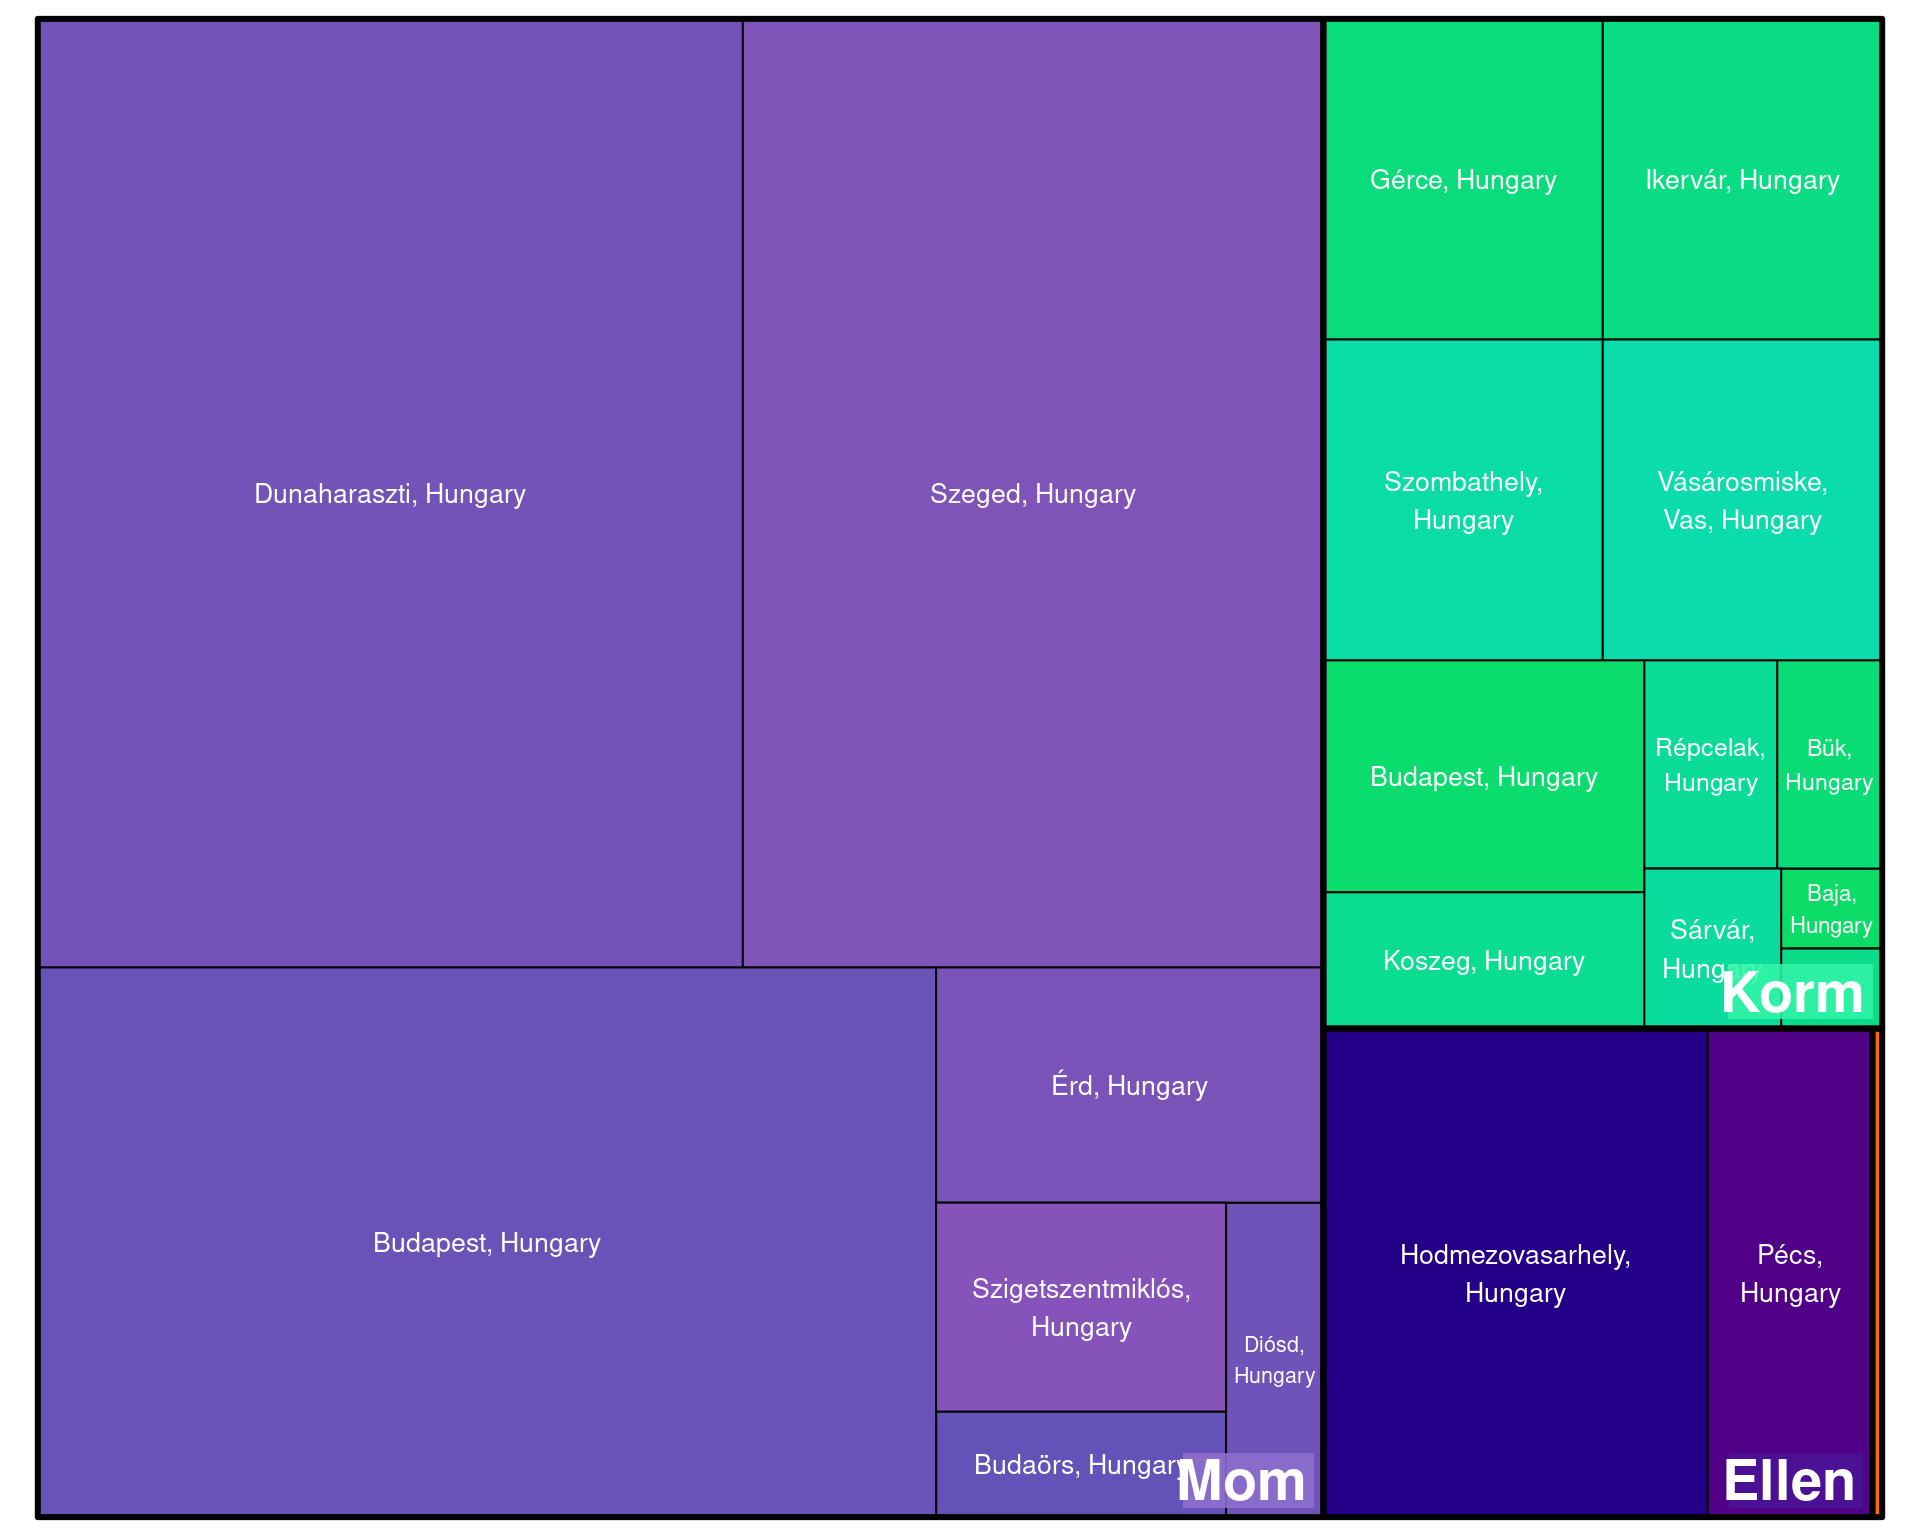 Dunaharaszti, Hungary
Szeged, Hungary
Budapest, Hungary
Érd, Hungary
Szigetszentmiklós,
Hungary
Diósd,
Hungary
Budaörs, Hungary
Mom
Gérce, Hungary
Ikervár, Hungary
Szombathely,
Hungary
Vásárosmiske,
Vas, Hungary
Budapest, Hungary
Répcelak,
Hungary
Bük,
Hungary
Koszeg, Hungary
Sárvár,
Hungary
Baja,
Hungary
Korm
Hodmezovasarhely,
Hungary
Pécs,
Hungary
Ellen